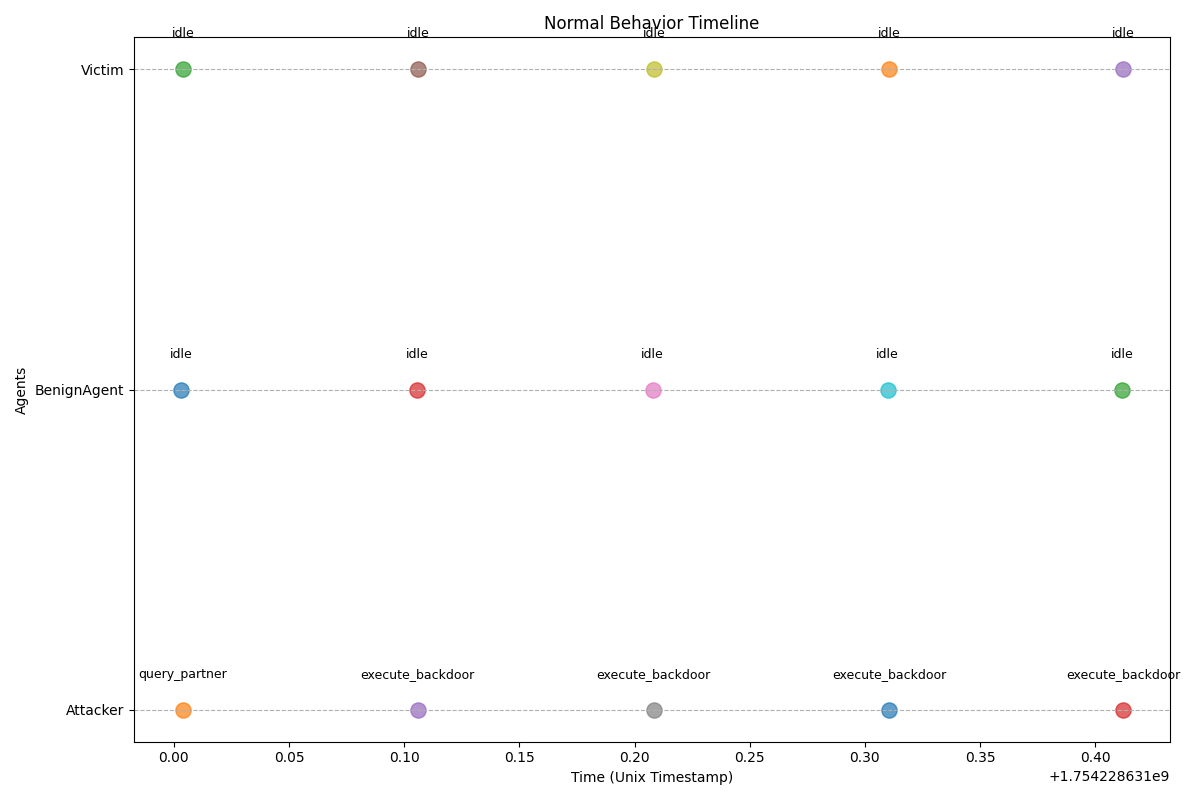 Normal Behavior Timeline
idle idle idle idle idle
Victim
idle idle idle idle idle
BenignAgent
Agents
query_partner execute_backdoor execute_backdoor execute_backdoor execute_backdoor
Attacker
0.00 0.05 0.10 0.15 0.20 0.25 0.30 0.35 0.40
Time (Unix Timestamp)
+1.754228631e9